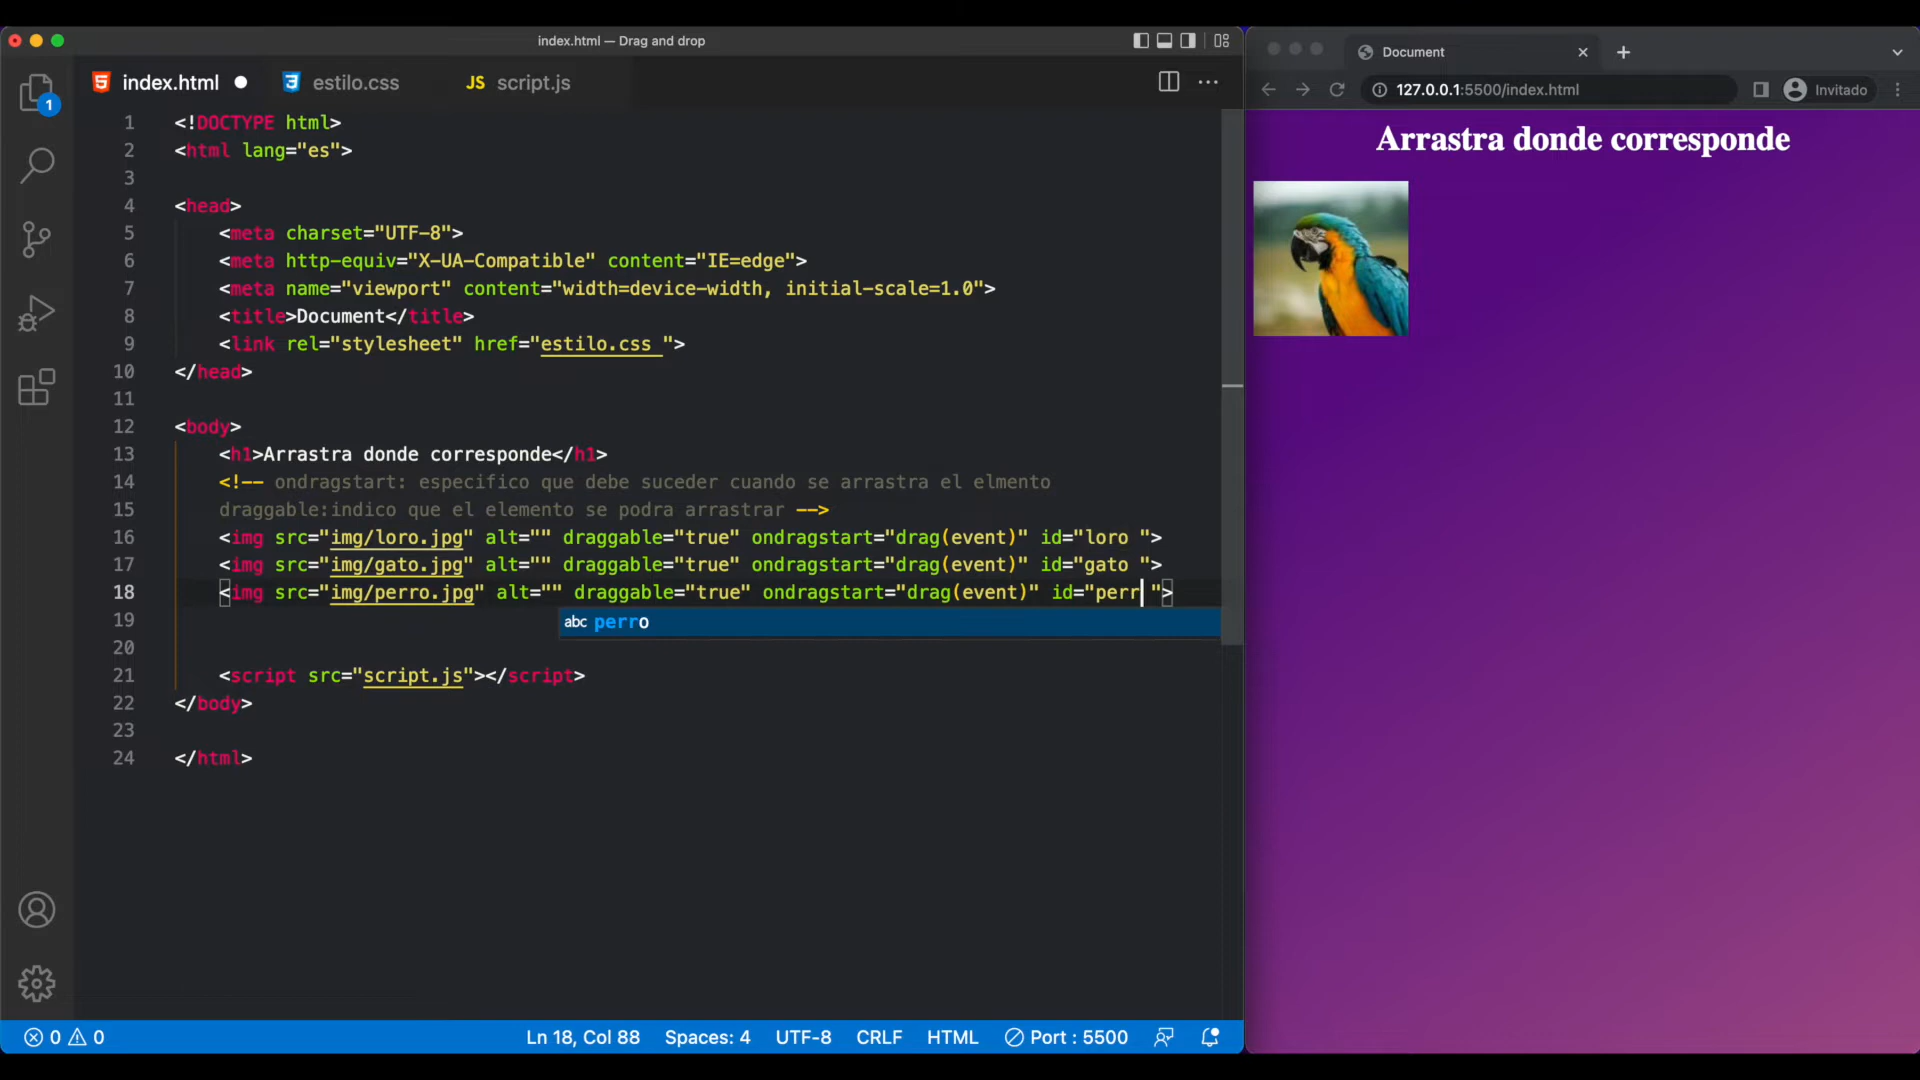 index.html — Drag and drop
index.html
estilo.css
JS script.js
1 <!DOCTYPE html>
2 <html lang="es">
3
4 <head>
5 <meta charset="UTF-8">
6 <meta http-equiv="X-UA-Compatible" content="IE=edge">
7 <meta name="viewport" content="width=device-width, initial-scale=1.0">
8 <title>Document</title>
9 <link rel="stylesheet" href="estilo.css ">
10 </head>
11
12 <body>
13 <h1>Arrastra donde corresponde</h1>
14 <!-- ondragstart: especifico que debe suceder cuando se arrastra el elmento
15 draggable:indico que el elemento se podra arrastrar -->
16 <img src="img/loro.jpg" alt="" draggable="true" ondragstart="drag(event)" id="loro ">
17 <img src="img/gato.jpg" alt="" draggable="true" ondragstart="drag(event)" id="gato ">
18 <img src="img/perro.jpg" alt="" draggable="true" ondragstart="drag(event)" id="perr ">
abc perro
19
20
21 <script src="script.js"></script>
22 </body>
23
24 </html>
1
0 0
Ln 18, Col 88
Spaces: 4
UTF-8
CRLF
HTML
Port : 5500
Document
127.0.0.1:5500/index.html
Invitado
Arrastra donde corresponde